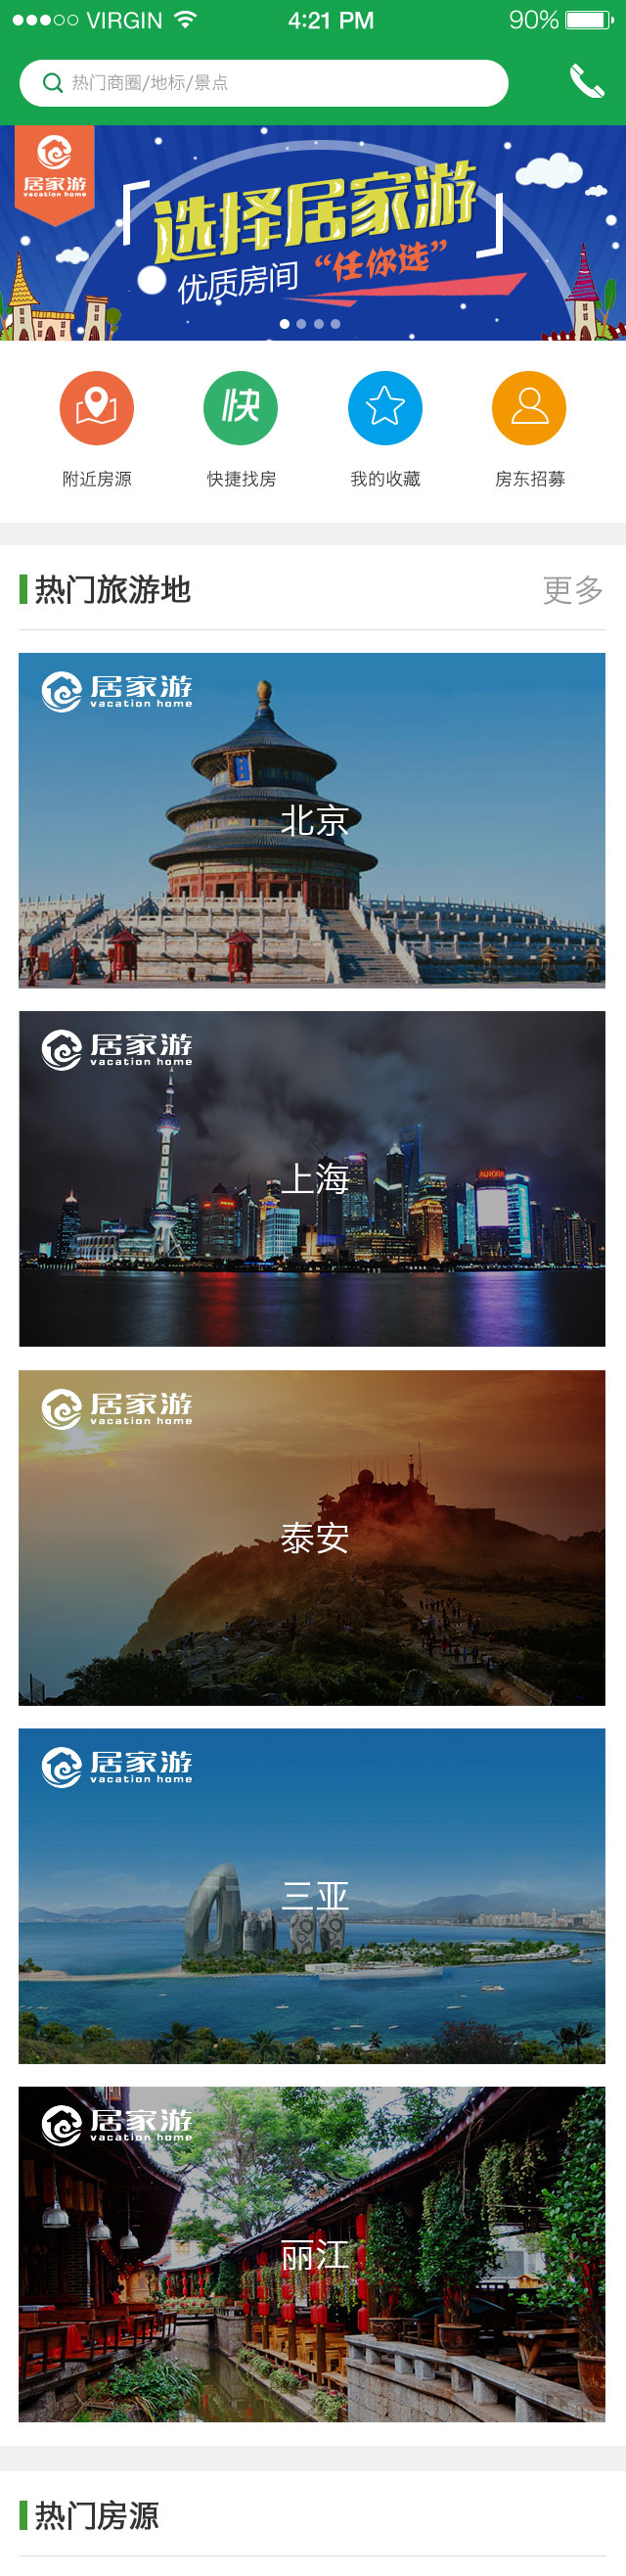 VIRGIN 4:21 PM 90%
热门商圈/地标/景点
居家游
vacation home
选择居家游
优质房间“任你选”
快
附近房源 快捷找房 我的收藏 房东招募
热门旅游地 更多
居家游
vacation home
北京
居家游
vacation home
AURORA
上海
居家游
vacation home
泰安
居家游
vacation home
三亚
居家游
vacation home
丽江
热门房源